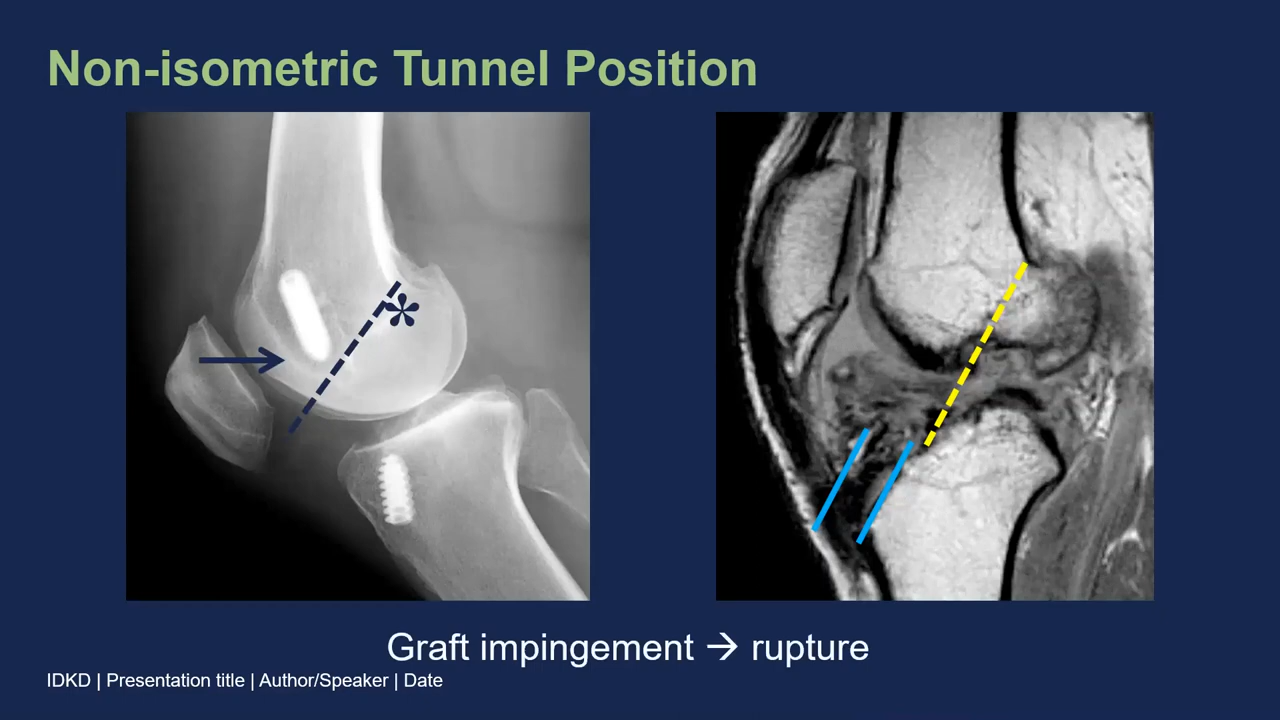 Non-isometric Tunnel Position
*
Graft impingement → rupture
IDKD | Presentation title | Author/Speaker | Date